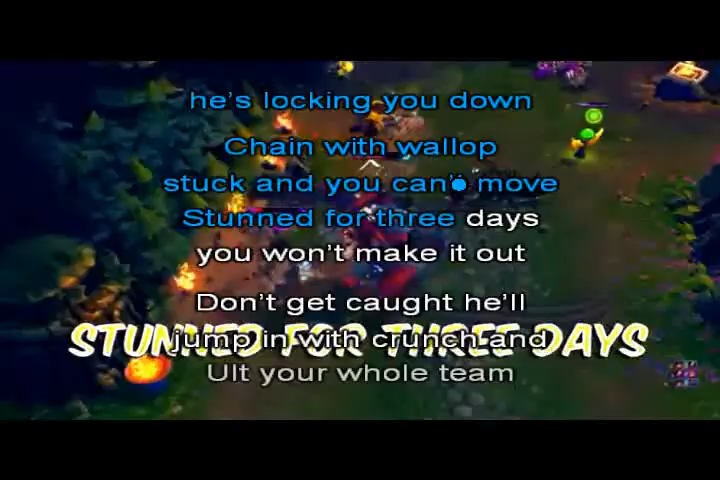 he's locking you down
Chain with wallop
stuck and you can't move
Stunned for three days
you won't make it out
Don't get caught he'll
jump in with crunch and
STUNNED FOR THREE DAYS
Ult your whole team